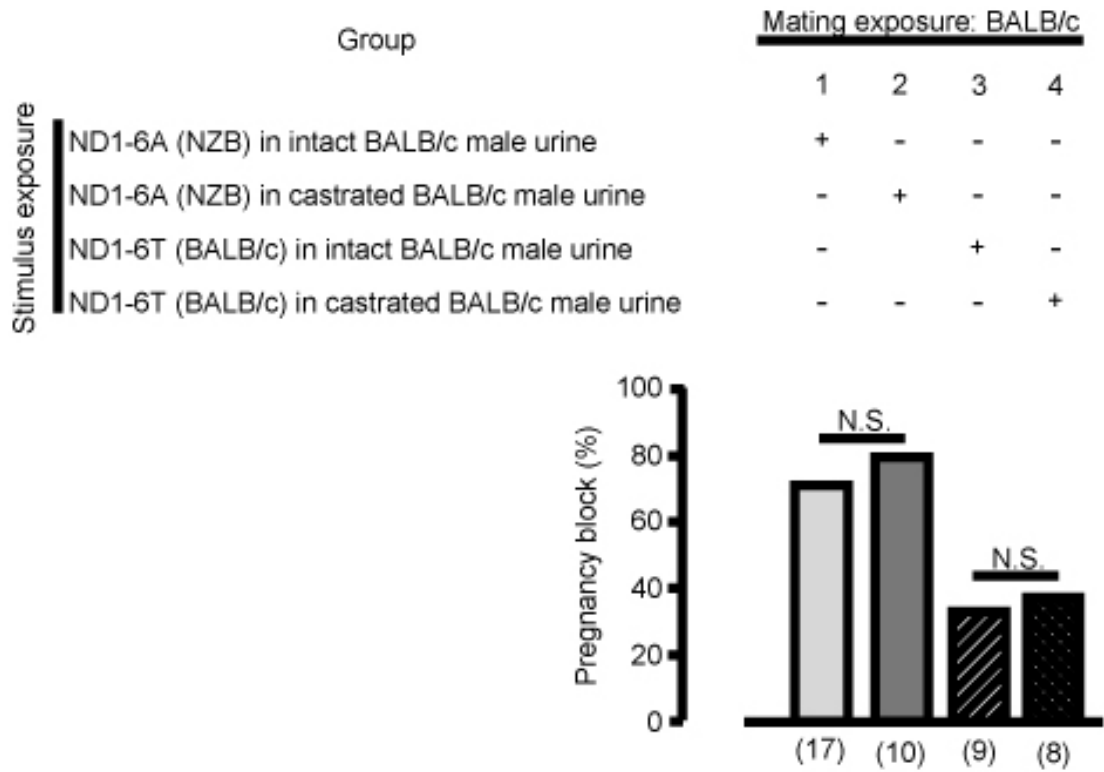 Group
Mating exposure: BALB/c
1 2 3 4
Stimulus exposure
ND1-6A (NZB) in intact BALB/c male urine + - - -
ND1-6A (NZB) in castrated BALB/c male urine - + - -
ND1-6T (BALB/c) in intact BALB/c male urine - - + -
ND1-6T (BALB/c) in castrated BALB/c male urine - - - +
Pregnancy block (%)
100
80
60
40
20
0
N.S.
N.S.
(17) (10) (9) (8)